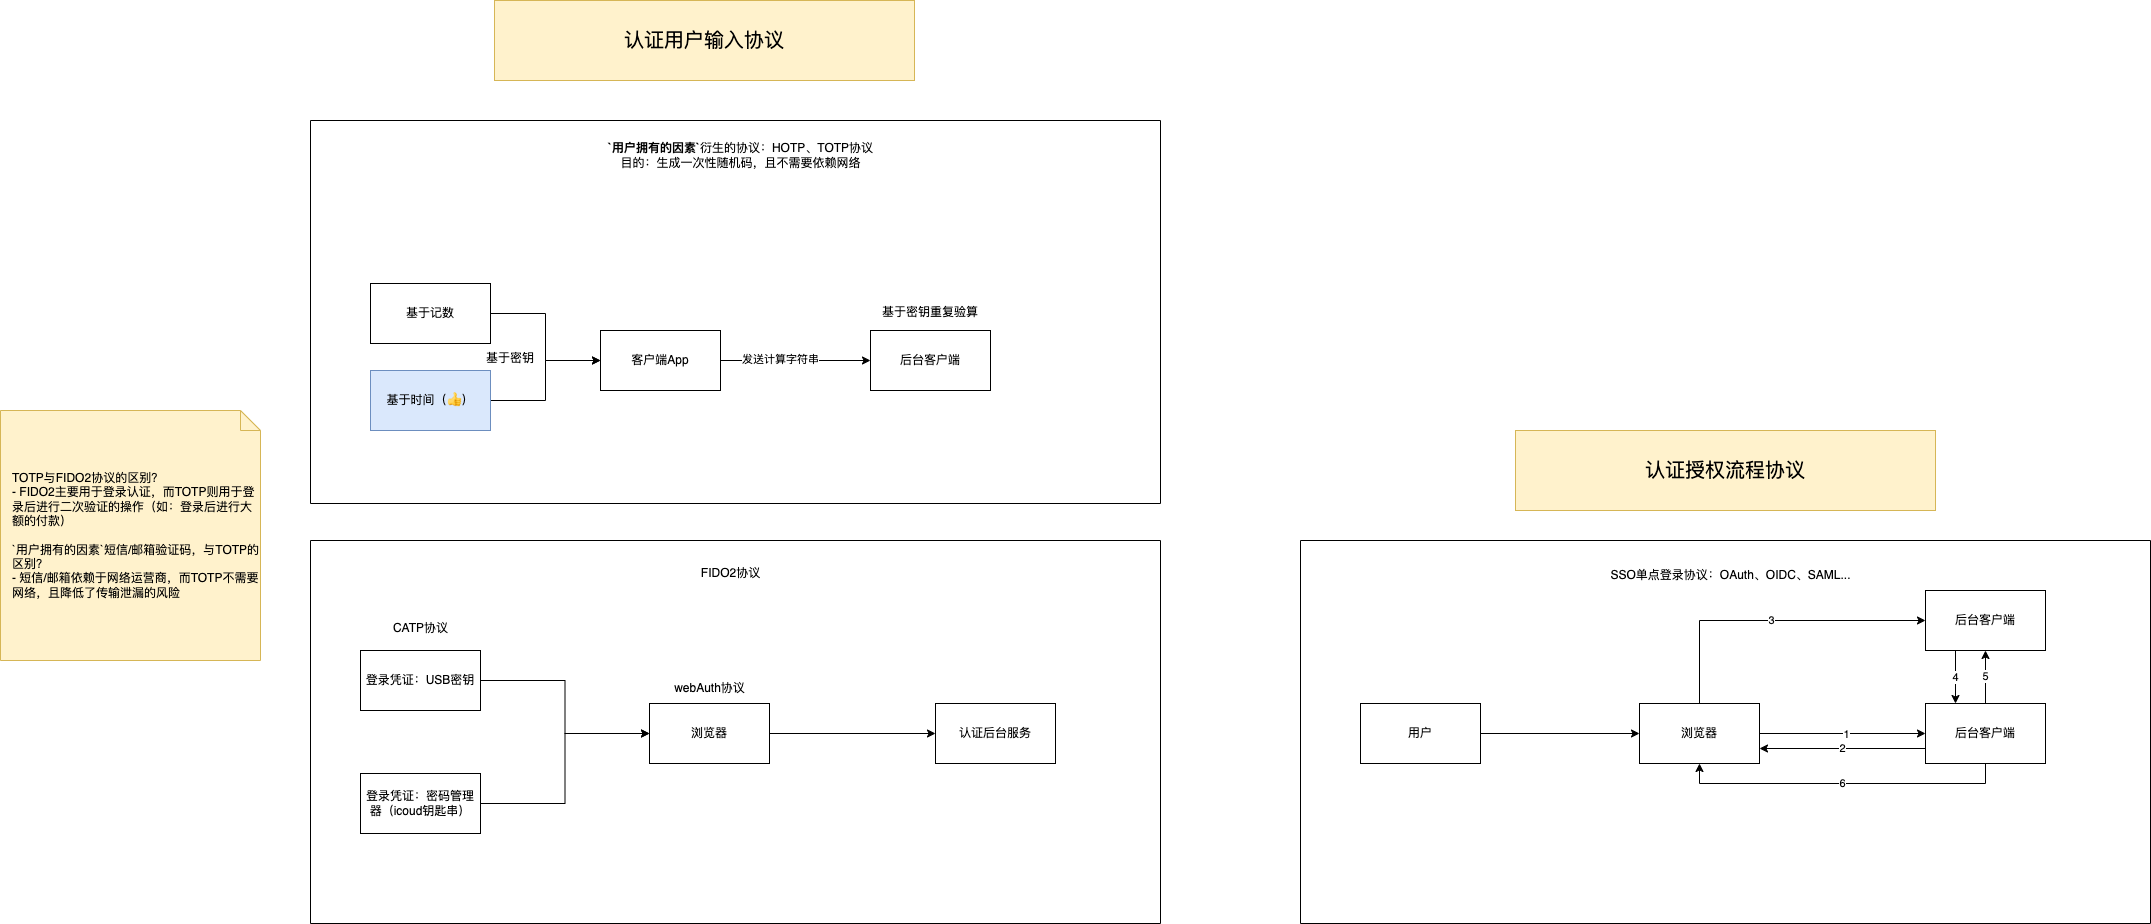 认证用户输入协议
`用户拥有的因素`衍生的协议：HOTP、TOTP协议
目的：生成一次性随机码，且不需要依赖网络
基于记数
基于密钥
基于时间（👍）
客户端App
发送计算字符串
基于密钥重复验算
后台客户端
TOTP与FIDO2协议的区别？
- FIDO2主要用于登录认证，而TOTP则用于登
录后进行二次验证的操作（如：登录后进行大
额的付款）
`用户拥有的因素`短信/邮箱验证码，与TOTP的
区别？
- 短信/邮箱依赖于网络运营商，而TOTP不需要
网络，且降低了传输泄漏的风险
FIDO2协议
CATP协议
登录凭证：USB密钥
登录凭证：密码管理
器（icoud钥匙串）
webAuth协议
浏览器
认证后台服务
认证授权流程协议
SSO单点登录协议：OAuth、OIDC、SAML...
3
后台客户端
4
5
用户
浏览器
1
2
后台客户端
6